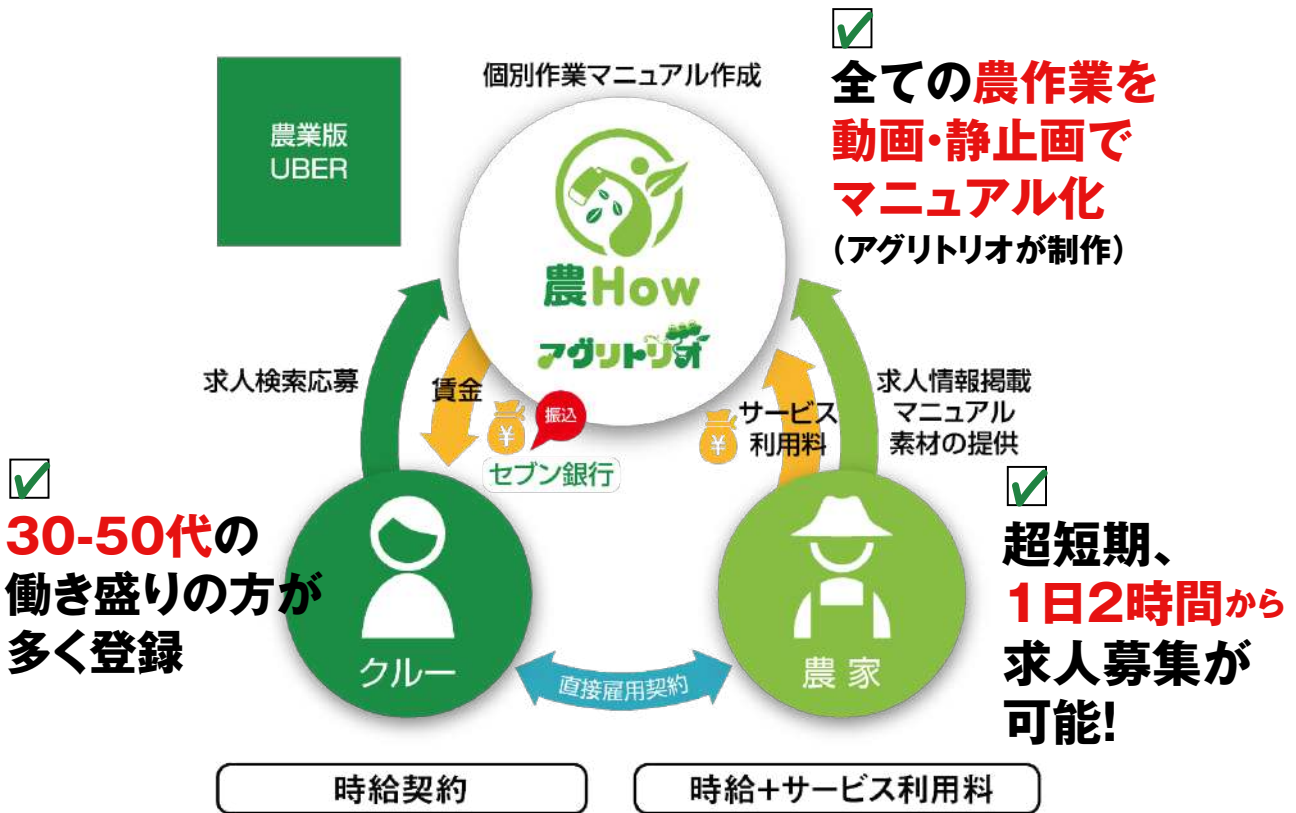 農業版
UBER
個別作業マニュアル作成
農How
アグリトリオ
全ての農作業を
動画・静止画で
マニュアル化
(アグリトリオが制作)
求人検索応募
賃金
¥
振込
セブン銀行
¥
サービス
利用料
求人情報掲載
マニュアル
素材の提供
30-50代の
働き盛りの方が
多く登録
クルー
直接雇用契約
農家
超短期、
1日2時間から
求人募集が
可能!
時給契約
時給+サービス利用料